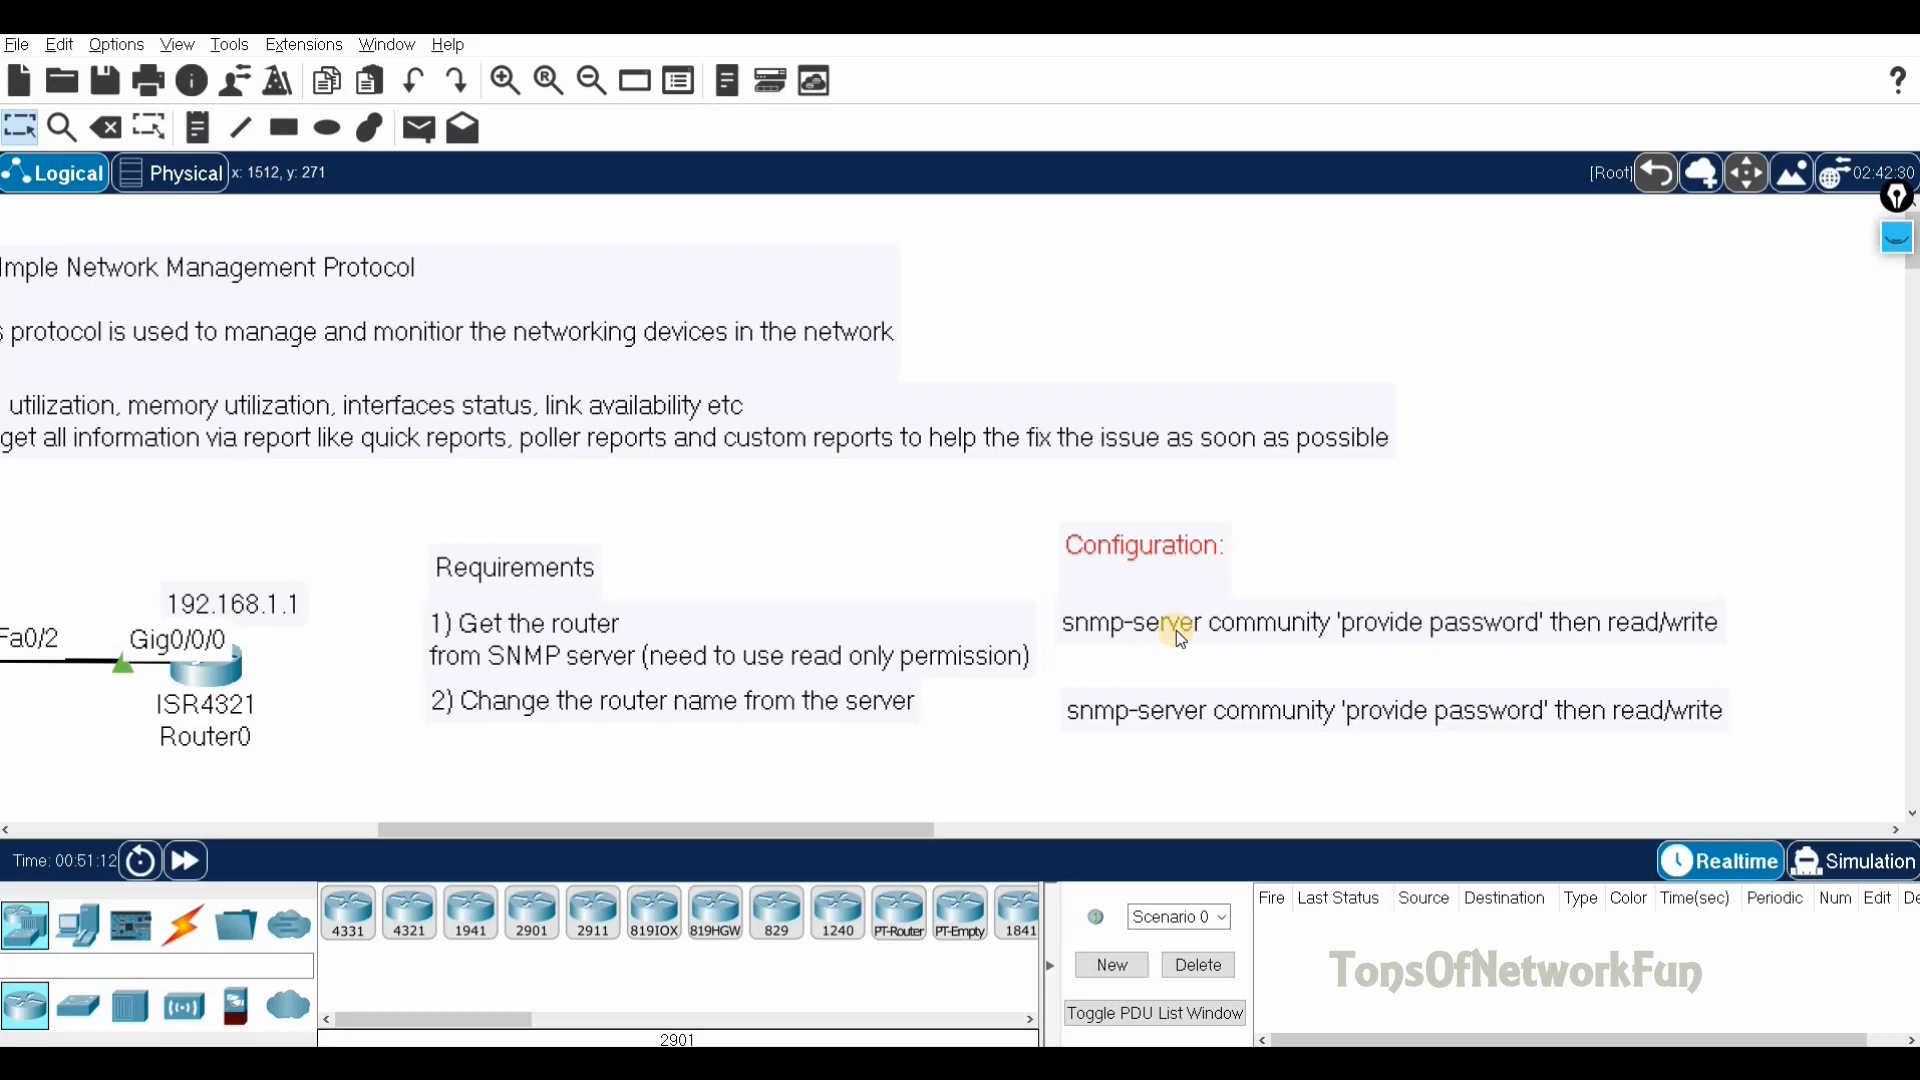 File Edit Options View Tools Extensions Window Help
?
Logical Physical x: 1512, y: 271 [Root] 02:42:30
Imple Network Management Protocol
s protocol is used to manage and monitior the networking devices in the network
utilization, memory utilization, interfaces status, link availability etc
get all information via report like quick reports, poller reports and custom reports to help the fix the issue as soon as possible
192.168.1.1
Fa0/2 Gig0/0/0
ISR4321
Router0
Requirements
1) Get the router
from SNMP server (need to use read only permission)
2) Change the router name from the server
Configuration:
snmp-server community 'provide password' then read/write
snmp-server community 'provide password' then read/write
Time: 00:51:12 Realtime Simulation
4331 4321 1941 2901 2911 819IOX 819HGW 829 1240 PT-Router PT-Empty 1841
2901
Scenario 0
New Delete
Toggle PDU List Window
Fire Last Status Source Destination Type Color Time(sec) Periodic Num Edit De
TonsOfNetworkFun